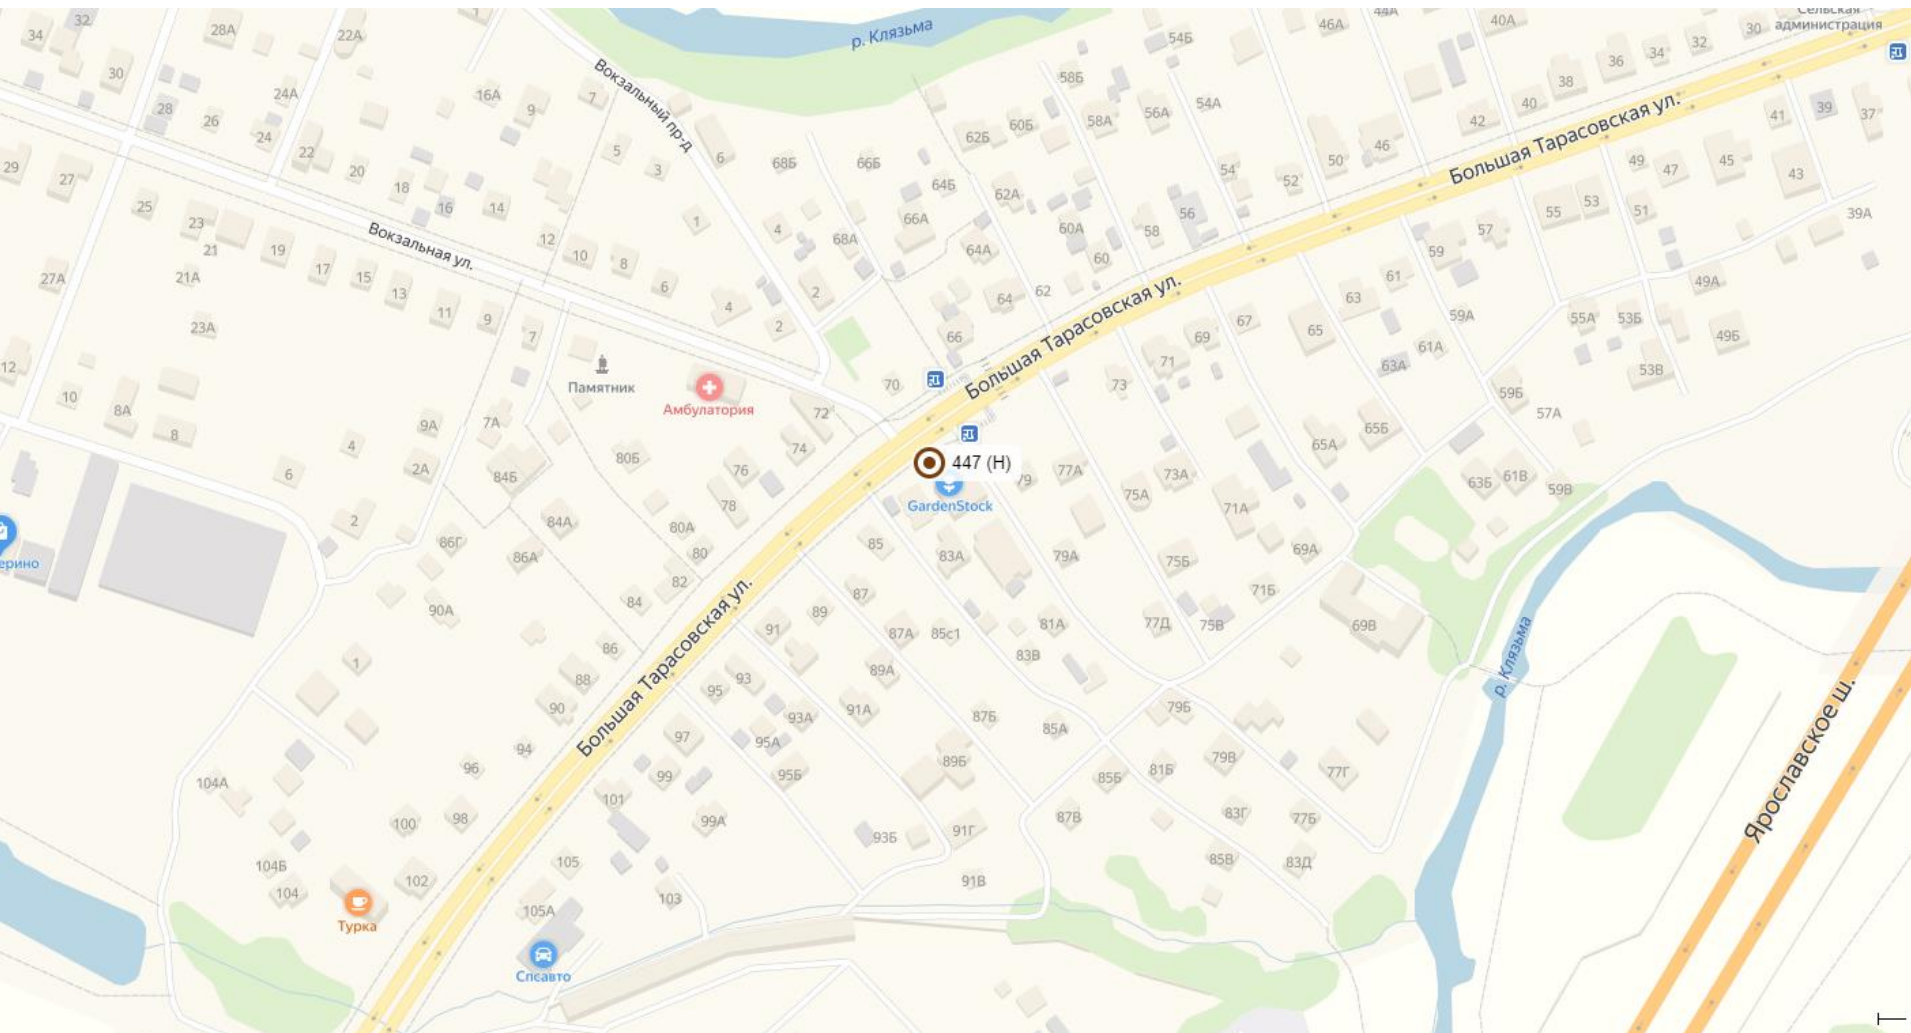 р. Клязьма
Сельская
администрация
44А
46А
40А
30
32
34
36
38
40
42
34
32
28А
22А
1
30
24А
28
26
24
16А
9
7
Вокзальный пр-д
54Б
58Б
54А
56А
58А
60Б
62Б
Большая Тарасовская ул.
41
39
37
29
27
22
20
18
16
14
5
3
6
68Б
66Б
64Б
62А
54
52
50
46
49
47
45
43
25
23
21
19
17
15
13
11
9
7
Вокзальная ул.
12
10
8
6
4
2
1
4
2
68А
66А
64А
60А
58
56
60
62
64
66
55
53
51
39А
57
59
61
63
65
67
69
71
73
27А
21А
23А
59А
61А
63А
55А
53Б
49А
49Б
53В
59Б
57А
12
10
8А
8
6
4
2
9А
7А
2А
84Б
Памятник
Амбулатория
Большая Тарасовская ул.
70
72
74
76
78
80Б
80А
80
82
84
84А
86А
86Г
86
88
90
90А
94
96
98
100
102
447 (Н)
GardenStock
79
77А
75А
73А
71А
65А
65Б
63Б
61В
59В
85
83А
79А
75Б
69А
71Б
69В
ерино
87
89
91
87А
85с1
81А
83В
77Д
75В
Большая Тарасовская ул.
95
93
89А
93А
91А
95А
95Б
97
99
101
99А
87Б
85А
79Б
89Б
85Б
81Б
79В
77Г
р. Клязьма
Ярославское ш.
1
104А
104Б
104
Турка
105
105А
103
93Б
91Г
91В
87В
83Г
77Б
85В
83Д
Спсавто